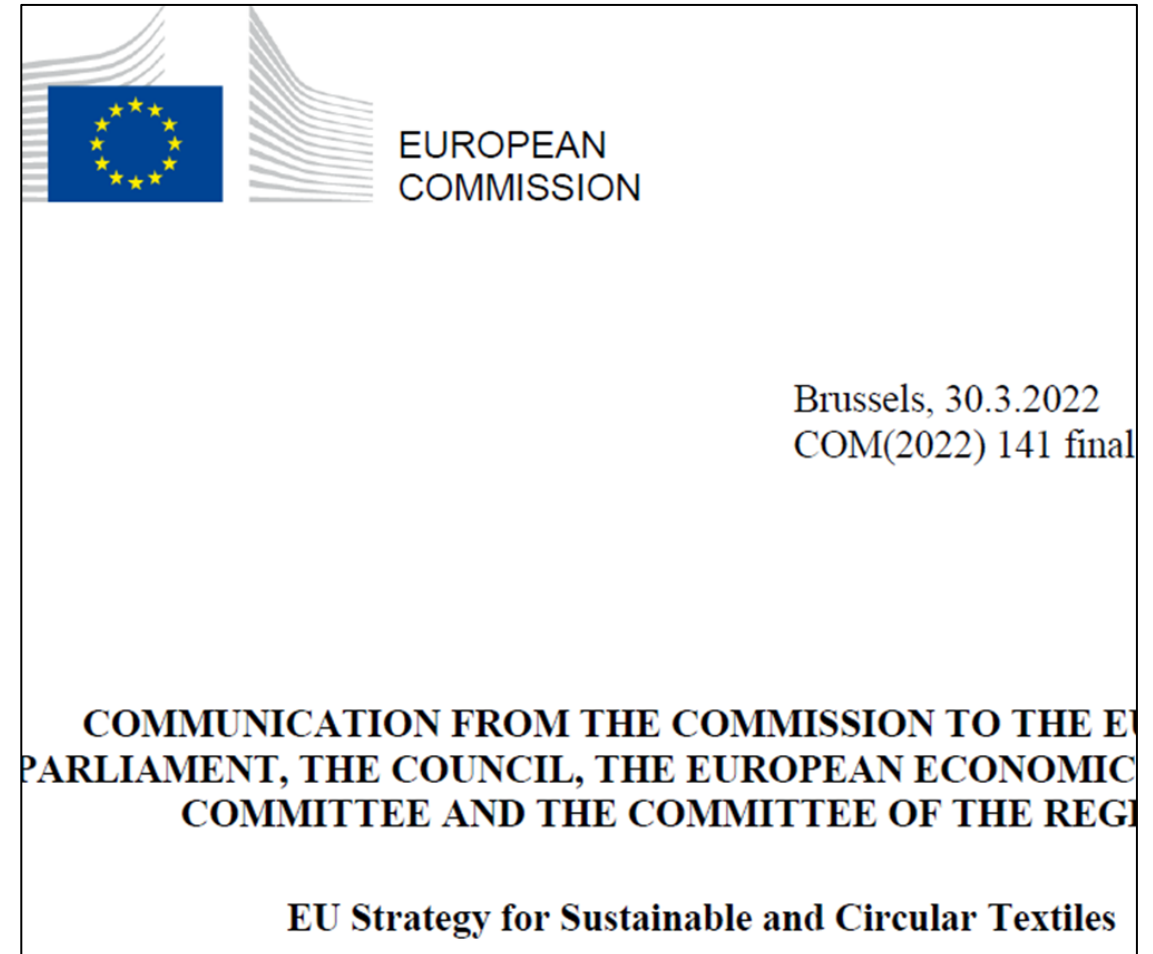 EUROPEAN
COMMISSION
Brussels, 30.3.2022
COM(2022) 141 final
COMMUNICATION FROM THE COMMISSION TO THE
PARLIAMENT, THE COUNCIL, THE EUROPEAN ECONOMIC
COMMITTEE AND THE COMMITTEE OF THE
EU Strategy for Sustainable and Circular Textiles